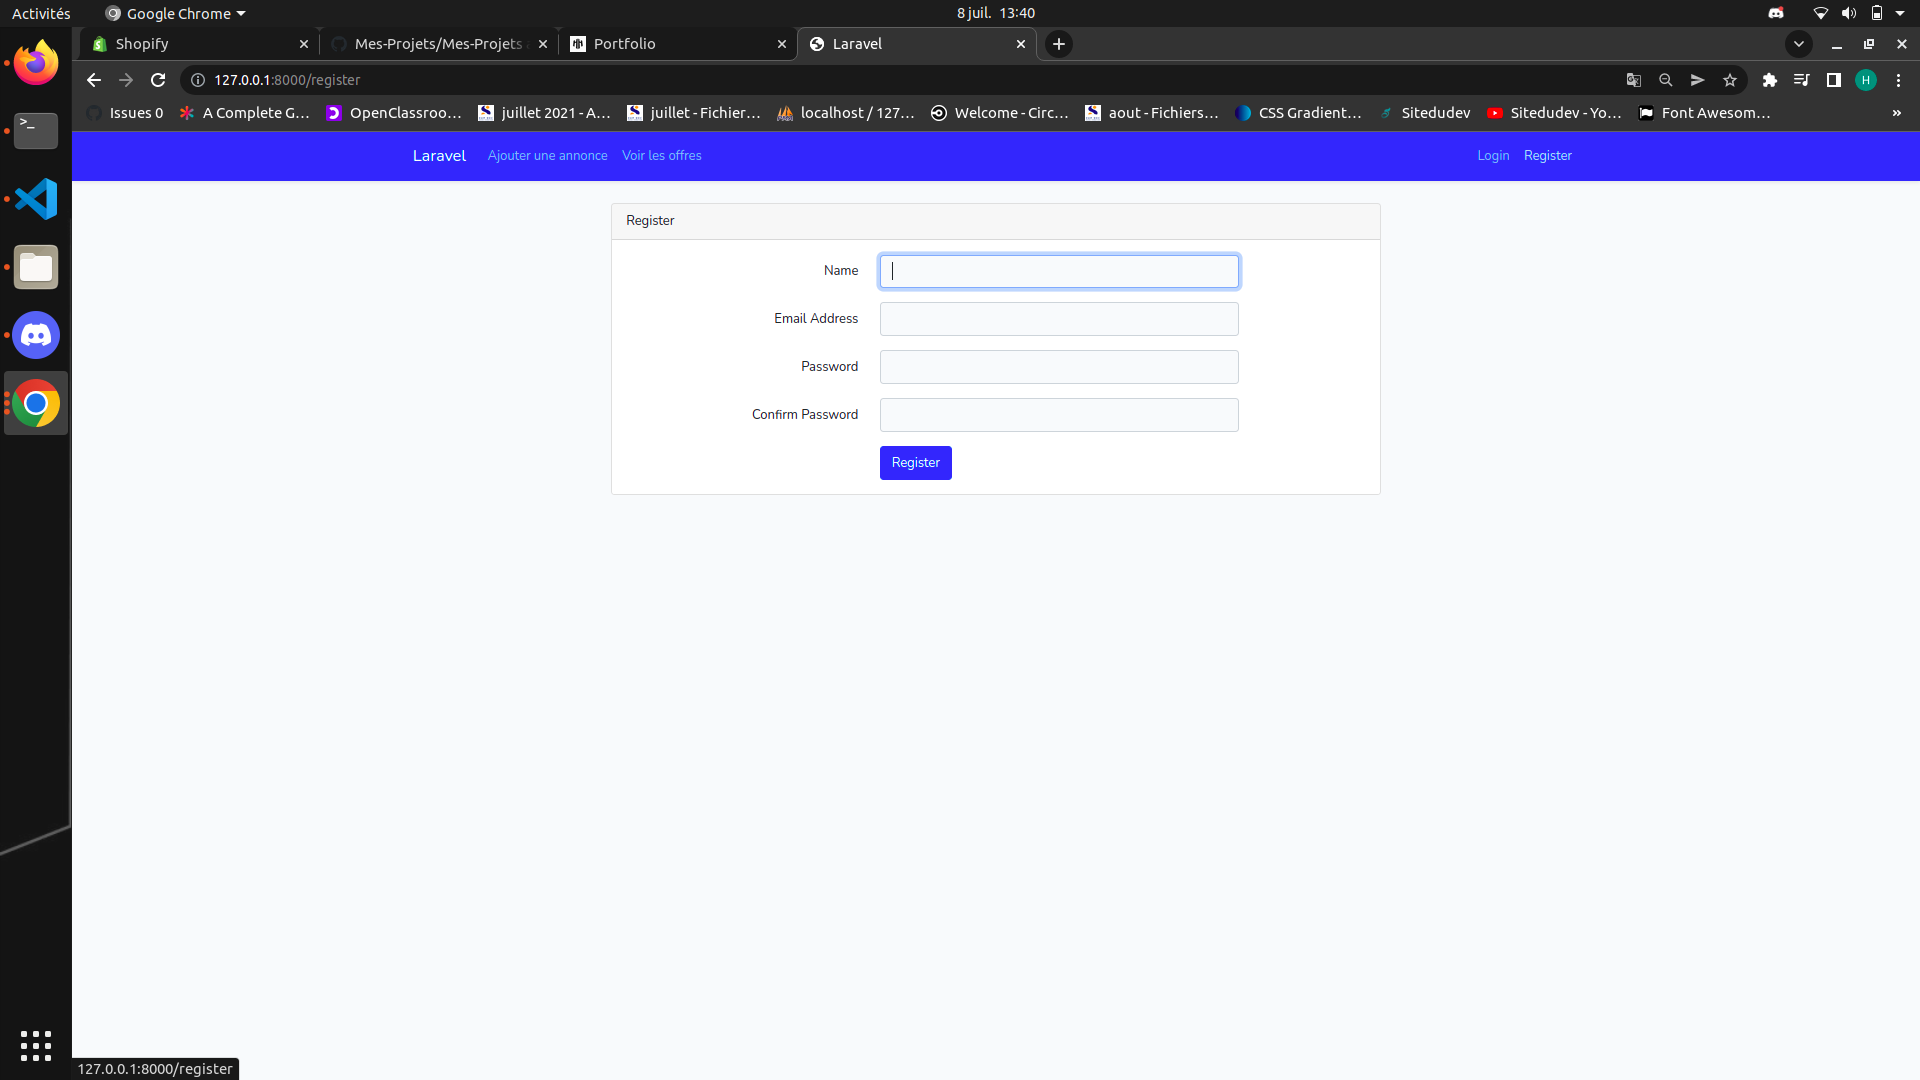 Activités
Google Chrome
8 juil. 13:40
Shopify
Mes-Projets/Mes-Projets
Portfolio
Laravel
127.0.0.1:8000/register
H
Issues 0
A Complete G...
OpenClassroo...
juillet 2021 - A...
juillet - Fichier...
localhost / 127...
Welcome - Circ...
aout - Fichiers...
CSS Gradient...
Sitedudev
Sitedudev - Yo...
Font Awesom...
»
Laravel
Ajouter une annonce
Voir les offres
Login
Register
Register
Name
Email Address
Password
Confirm Password
Register
127.0.0.1:8000/register